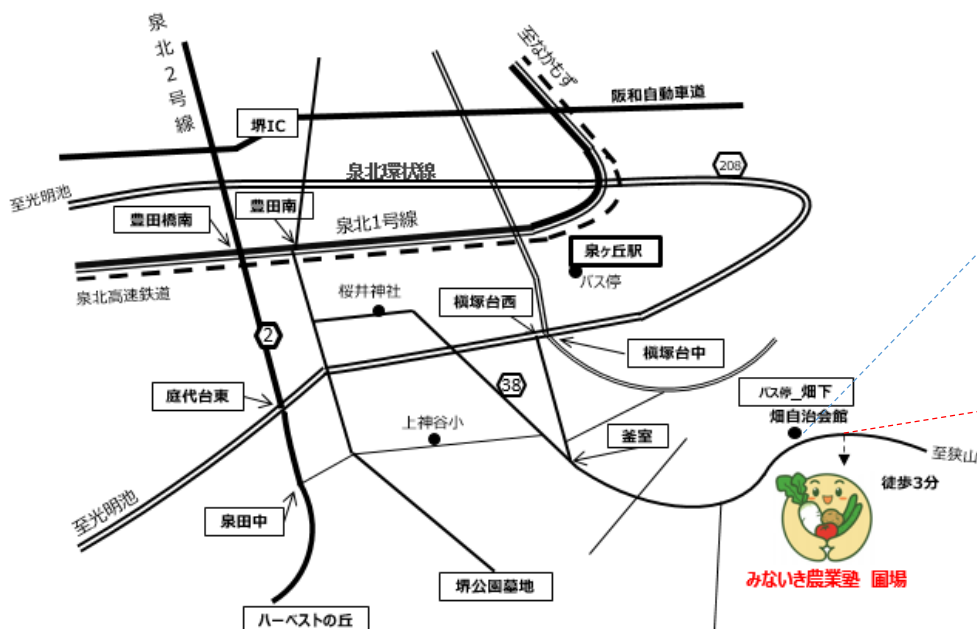 泉北2号線
至なかもず
阪和自動車道
堺IC
泉北環状線
208
至光明池
豊田橋南
豊田南
泉北1号線
泉ヶ丘駅
バス停
泉北高速鉄道
桜井神社
槇塚台西
2
槇塚台中
38
庭代台東
バス停_畑下
畑自治会館
上神谷小
釜室
至狭山
徒歩3分
至光明池
泉田中
みないき農業塾 圃場
堺公園墓地
ハーベストの丘